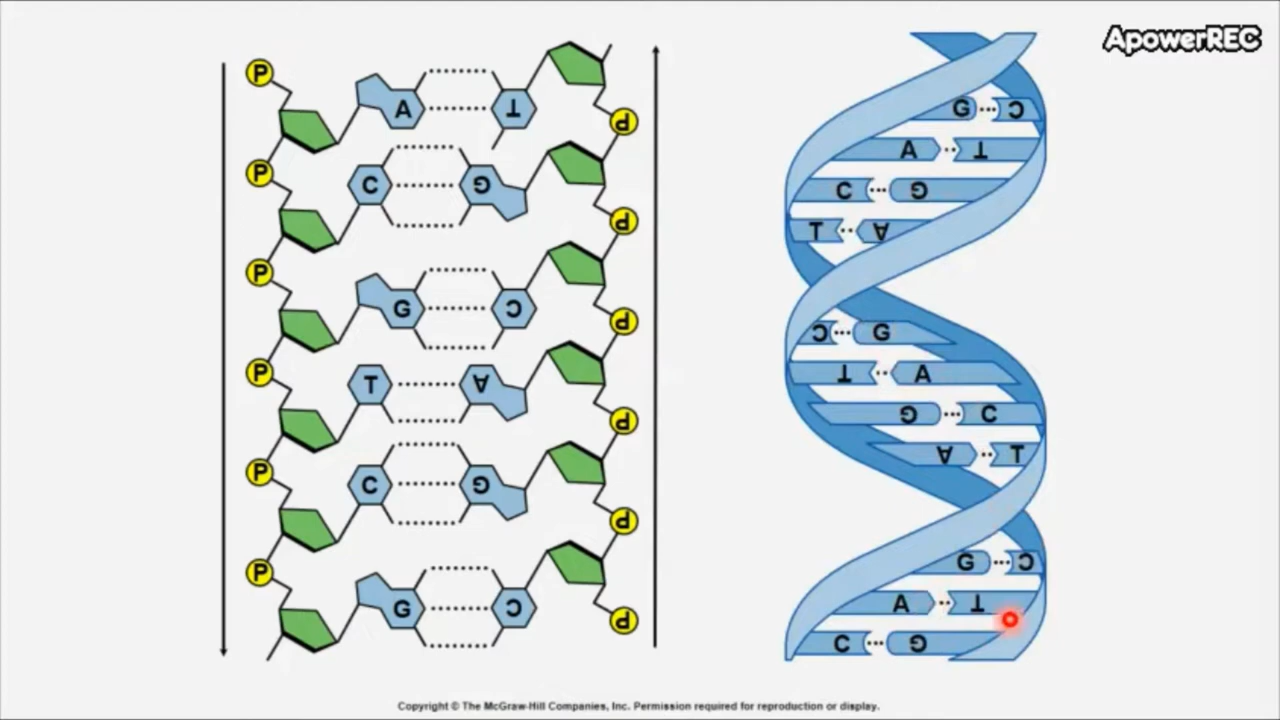 ApowerREC
P
A T
P
P
C G
P
P
G C
P
P
T A
P
P
C G
P
P
G C
P
G C
A T
C G
T A
C G
T A
G C
A T
G C
A T
C G
Copyright © The McGraw-Hill Companies, Inc. Permission required for reproduction or display.